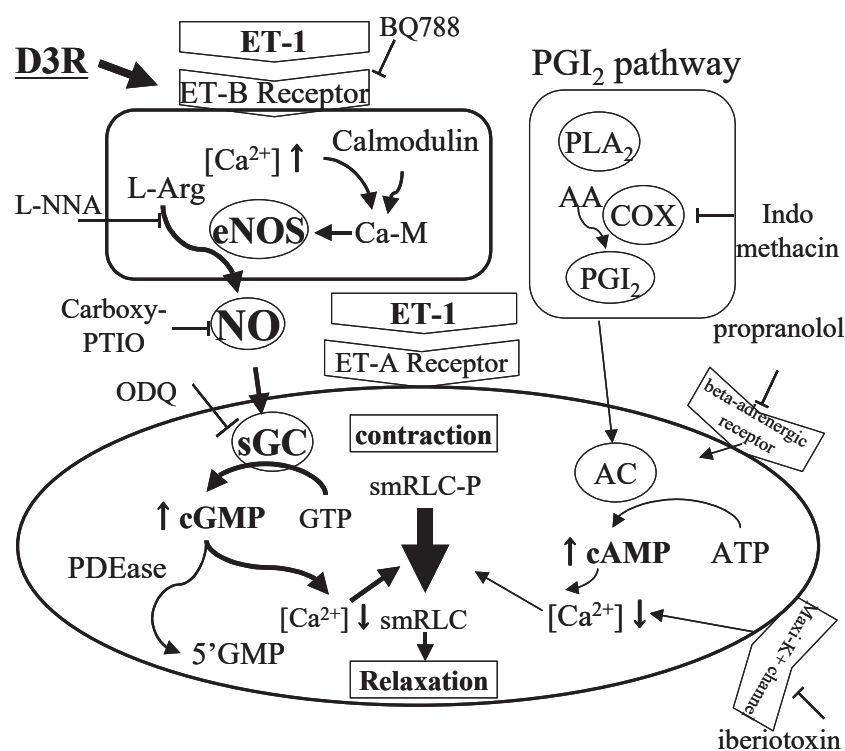 ET-1
BQ788
D3R
ET-B Receptor
PGI2 pathway
PLA2
Calmodulin
[Ca2+] ↑
L-Arg
L-NNA
eNOS
Ca-M
AA
COX
Indo
methacin
PGI2
Carboxy-
PTIO
NO
ET-1
propranolol
ET-A Receptor
ODQ
beta-adrenergic
receptor
sGC
contraction
AC
smRLC-P
↑ cGMP
GTP
↑ cAMP
ATP
PDEase
[Ca2+] ↓
smRLC
[Ca2+] ↓
Maxi-K+ channel
5’GMP
Relaxation
iberiotoxin